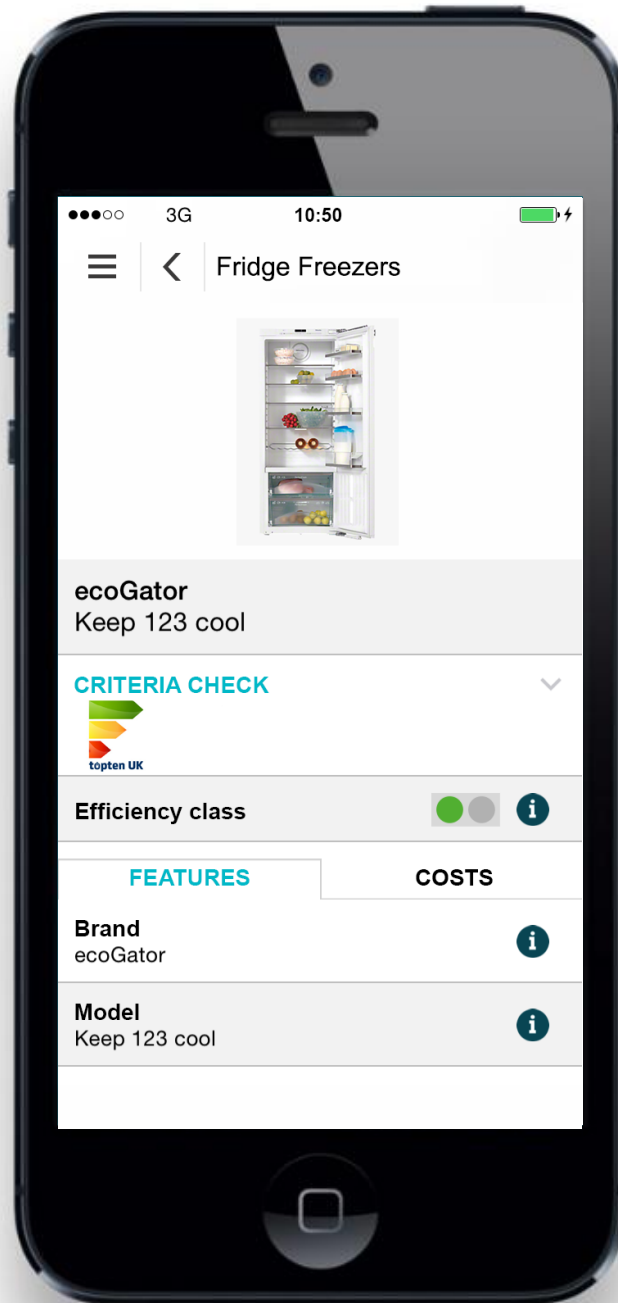 3G 10:50
Fridge Freezers
ecoGator
Keep 123 cool
CRITERIA CHECK
topten UK
Efficiency class
FEATURES COSTS
Brand
ecoGator
Model
Keep 123 cool